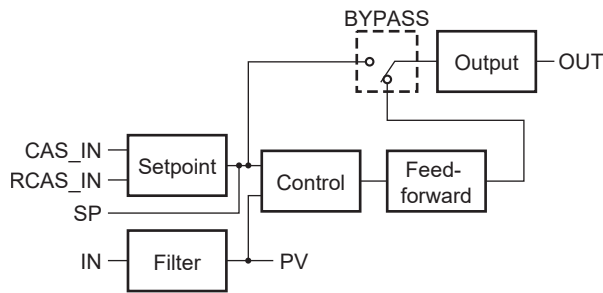 BYPASS
Output
OUT
CAS_IN
RCAS_IN
Setpoint
Control
Feed-
forward
SP
IN
Filter
PV